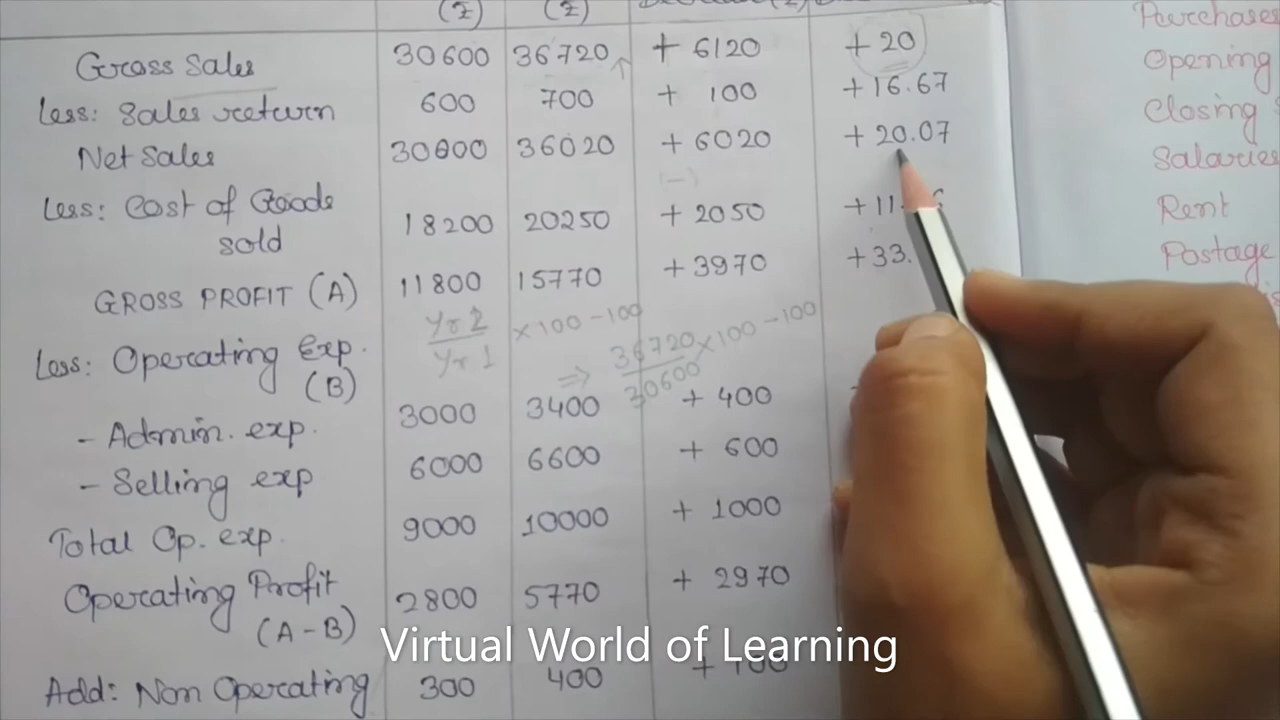 (₹) (₹)
Gross Sales 30600 36720 + 6120 + 20
Less: Sales return 600 700 + 100 + 16.67
Net Sales 30000 36020 + 6020 + 20.07
(-)
Less: Cost of Goods
sold 18200 20250 + 2050
GROSS PROFIT (A) 11800 15770 + 3970 + 33.
Yr 2 / Yr 1 × 100 - 100
⇒ 36720 / 30600 × 100 - 100
Less: Operating Exp.
(B)
- Admin. exp. 3000 3400 + 400
- Selling exp 6000 6600 + 600
Total Op. exp. 9000 10000 + 1000
Operating Profit
(A - B) 2800 5770 + 2970
Add: Non Operating 300 400 + 100
Purchases
Opening
Closing
Salaries
Rent
Postage
Virtual World of Learning